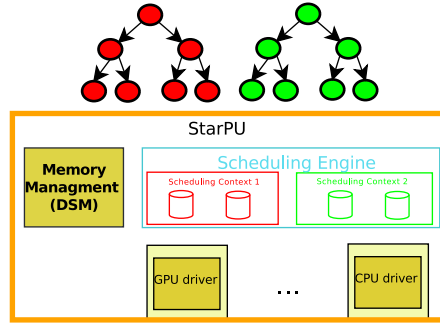 StarPU
Scheduling Engine
Memory
Managment
(DSM)
Scheduling Context 1
Scheduling Context 2
GPU driver
...
CPU driver